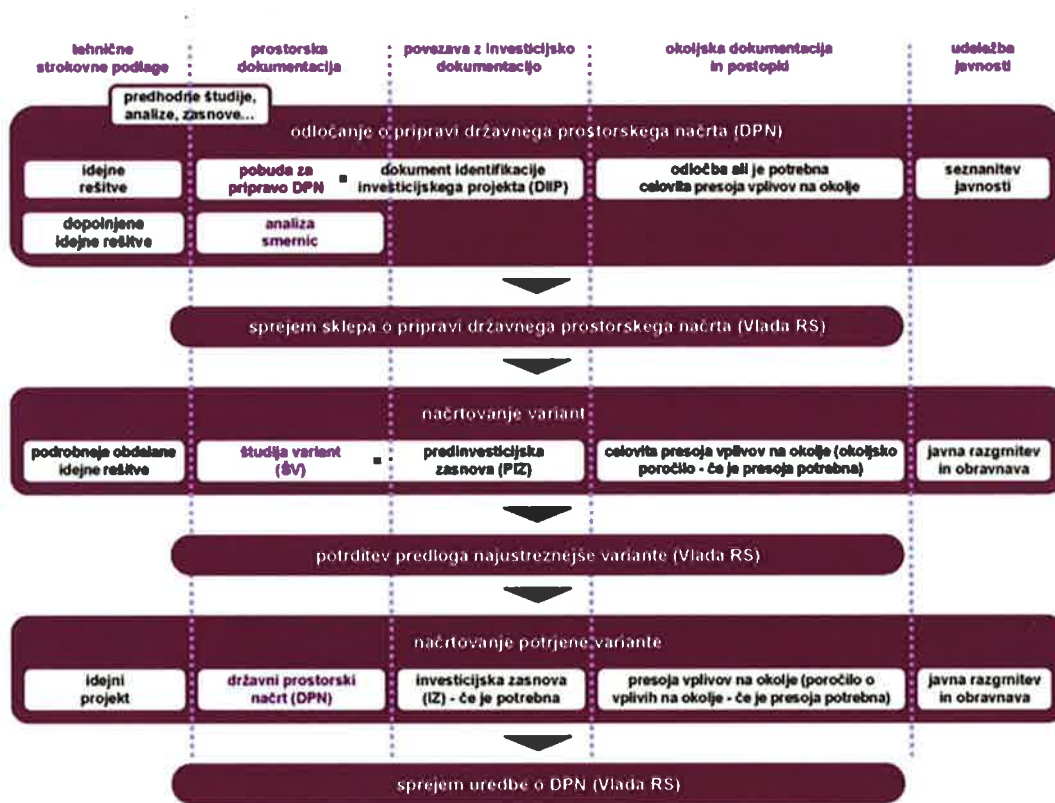 tehnične
strokovne podlage
prostorska
dokumentacija
povezava z investicijsko
dokumentacijo
okoljska dokumentacija
in postopki
udeležba
javnosti
predhodne študije,
analize, zasnove...
odločanje o pripravi državnega prostorskega načrta (DPN)
idejne
rešitve
pobuda za
pripravo DPN
dokument identifikacije
investicijskega projekta (DIIP)
odločba ali je potrebna
celovita presoja vplivov na okolje
seznanitev
javnosti
dopolnjene
idejne rešitve
analiza
smernic
sprejem sklepa o pripravi državnega prostorskega načrta (Vlada RS)
načrtovanje variant
podrobneje obdelane
idejne rešitve
študija variant
(ŠV)
predinvesticijska
zasnova (PIZ)
celovita presoja vplivov na okolje (okoljsko
poročilo - če je presoja potrebna)
javna razgrnitev
in obravnava
potrditev predloga najustreznejše variante (Vlada RS)
načrtovanje potrjene variante
idejni
projekt
državni prostorski
načrt (DPN)
investicijska zasnova
(IZ) - če je potrebna
presoja vplivov na okolje (poročilo o
vplivih na okolje - če je presoja potrebna)
javna razgrnitev
in obravnava
sprejem uredbe o DPN (Vlada RS)